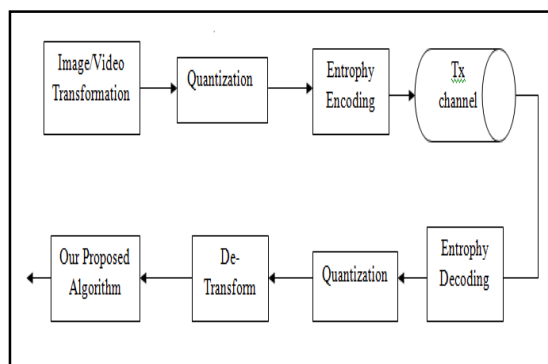 Image/Video
Transformation
Quantization
Entrophy
Encoding
Tx
channel
Our Proposed
Algorithm
De-
Transform
Quantization
Entrophy
Decoding